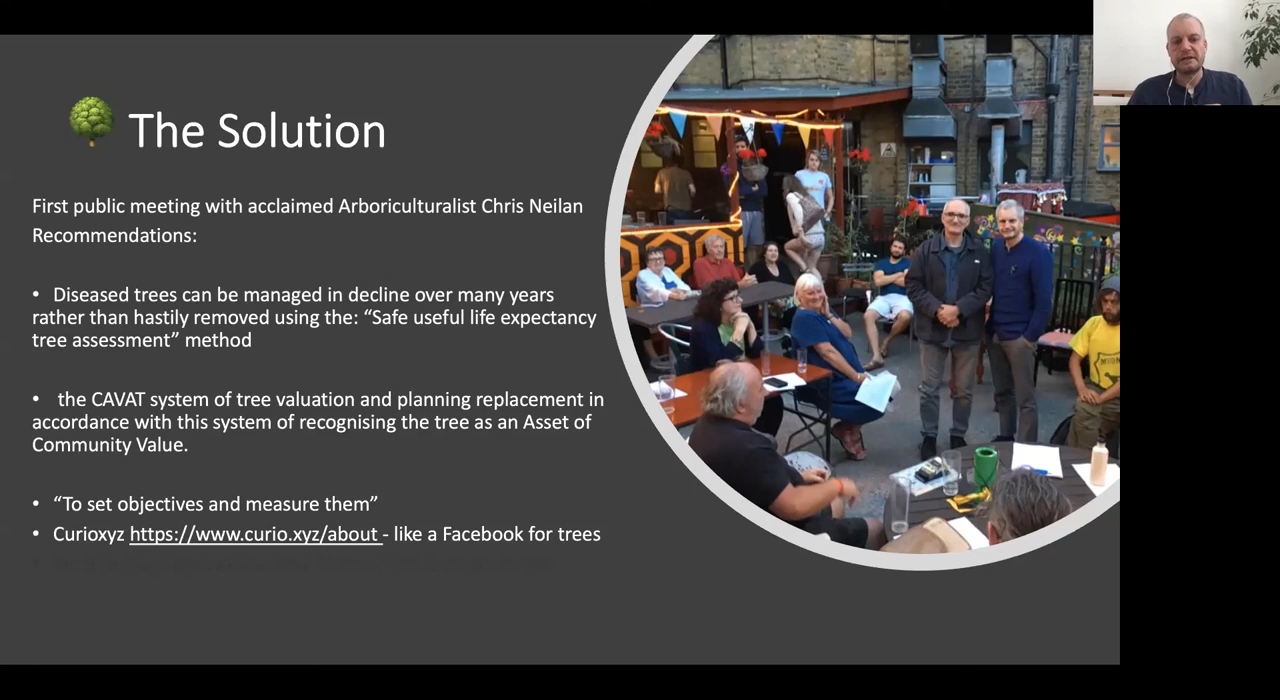 The Solution
First public meeting with acclaimed Arboriculturalist Chris Neilan
Recommendations:
• Diseased trees can be managed in decline over many years
rather than hastily removed using the: “Safe useful life expectancy
tree assessment” method
• the CAVAT system of tree valuation and planning replacement in
accordance with this system of recognising the tree as an Asset of
Community Value.
• “To set objectives and measure them”
• Curioxyz https://www.curio.xyz/about - like a Facebook for trees